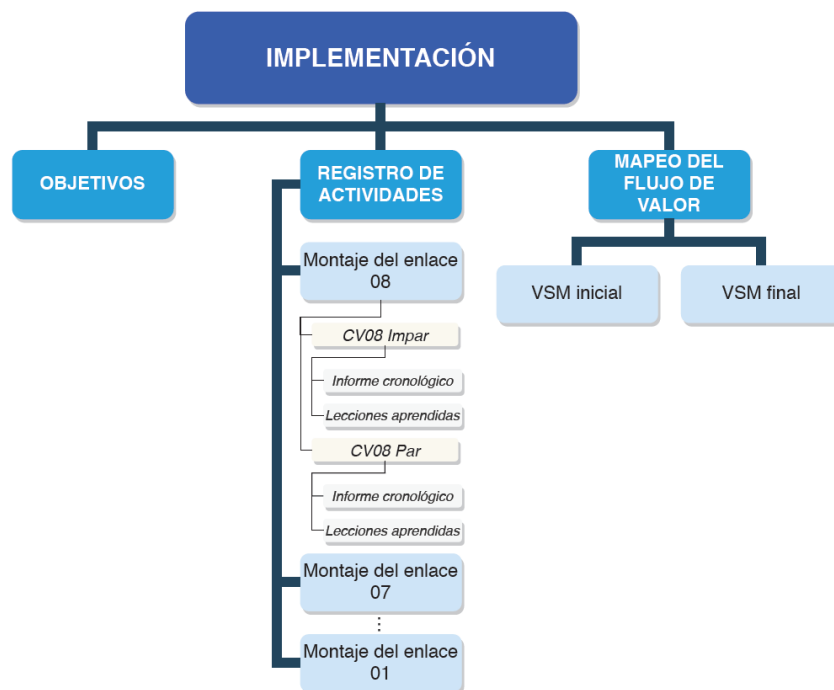 IMPLEMENTACIÓN
OBJETIVOS
REGISTRO DE
ACTIVIDADES
MAPEO DEL
FLUJO DE
VALOR
Montaje del enlace
08
CV08 Impar
Informe cronológico
Lecciones aprendidas
CV08 Par
Informe cronológico
Lecciones aprendidas
Montaje del enlace
07
Montaje del enlace
01
VSM inicial
VSM final